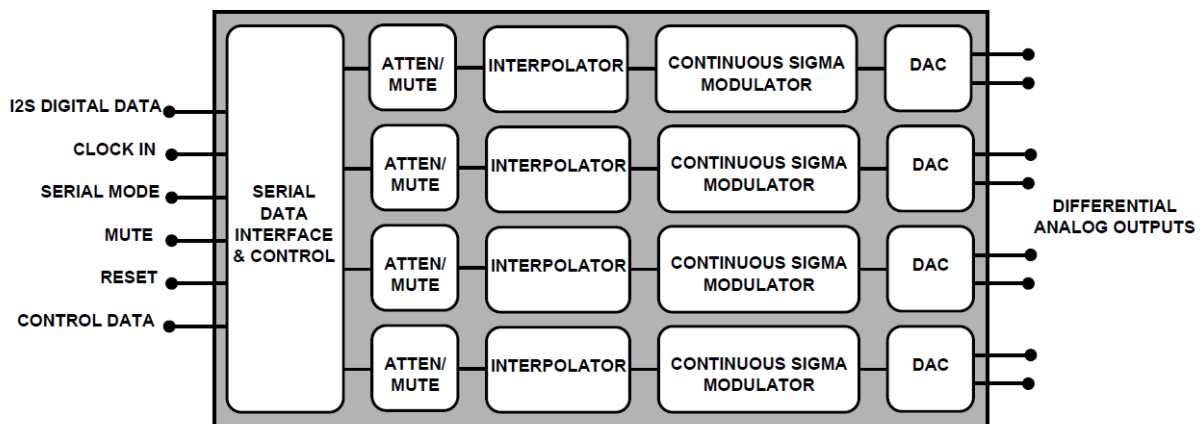 I2S DIGITAL DATA
CLOCK IN
SERIAL MODE
MUTE
RESET
CONTROL DATA
SERIAL
DATA
INTERFACE
& CONTROL
ATTEN/
MUTE
INTERPOLATOR
CONTINUOUS SIGMA
MODULATOR
DAC
ATTEN/
MUTE
INTERPOLATOR
CONTINUOUS SIGMA
MODULATOR
DAC
ATTEN/
MUTE
INTERPOLATOR
CONTINUOUS SIGMA
MODULATOR
DAC
ATTEN/
MUTE
INTERPOLATOR
CONTINUOUS SIGMA
MODULATOR
DAC
DIFFERENTIAL
ANALOG OUTPUTS